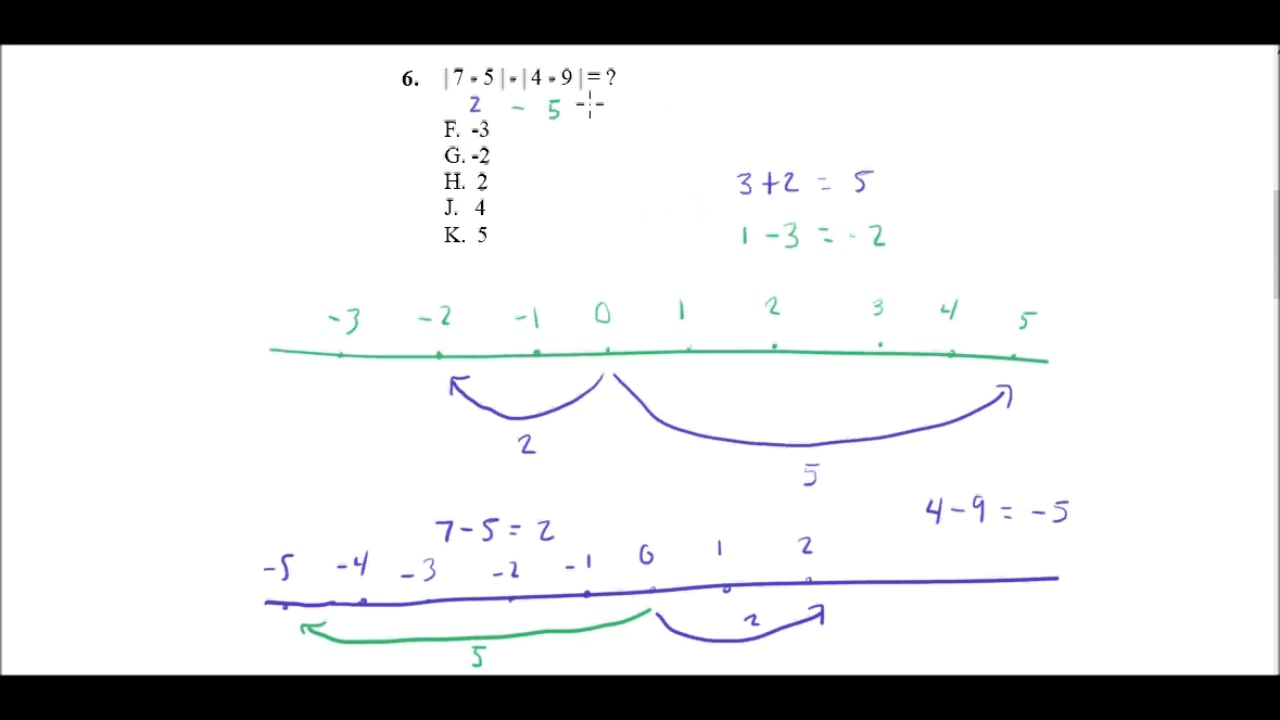 6. |7 - 5| - |4 - 9| = ?
2 - 5
F. -3
G. -2
H. 2
J. 4
K. 5
3+2 = 5
1 -3 = -2
-3 -2 -1 0 1 2 3 4 5
2
5
7-5 = 2
4-9 = -5
-5 -4 -3 -2 -1 0 1 2
5
2